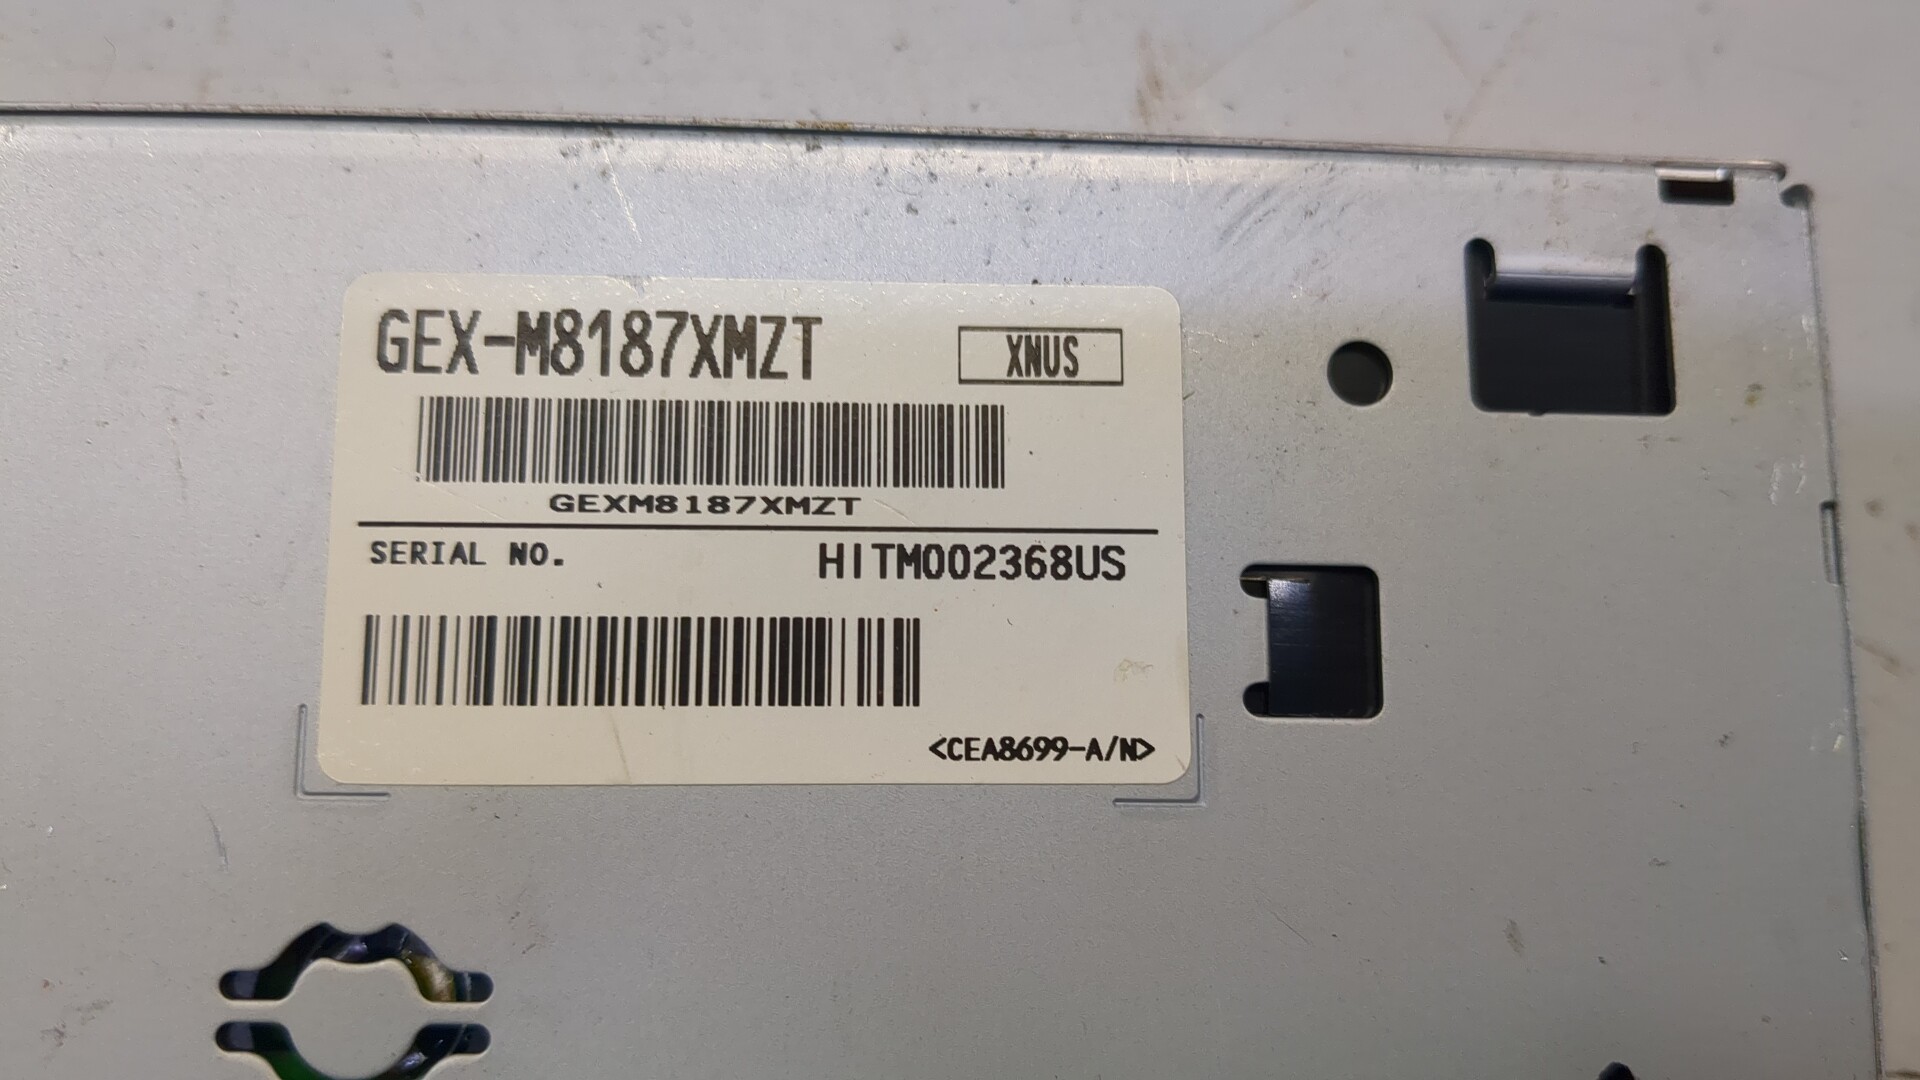 GEX-M8187XMZT
XNUS
GEXM8187XMZT
SERIAL NO.
HITM002368US
<CEA8699-A/N>